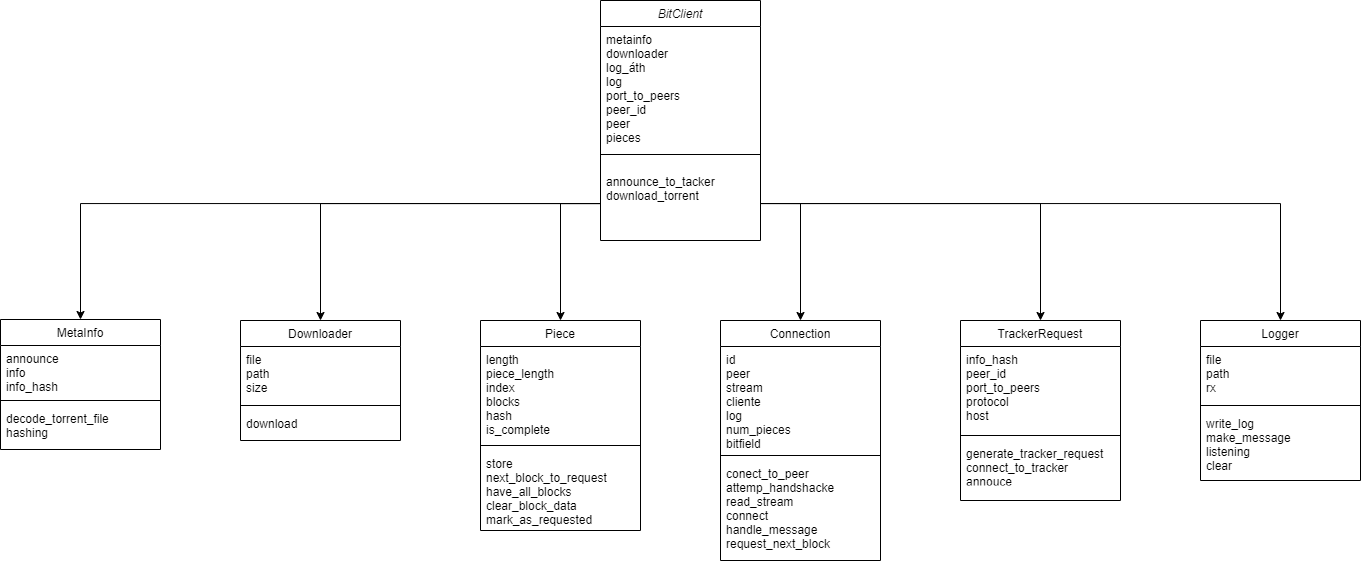 BitClient
metainfo
downloader
log_áth
log
port_to_peers
peer_id
peer
pieces
announce_to_tacker
download_torrent
MetaInfo
announce
info
info_hash
decode_torrent_file
hashing
Downloader
file
path
size
download
Piece
length
piece_length
index
blocks
hash
is_complete
store
next_block_to_request
have_all_blocks
clear_block_data
mark_as_requested
Connection
id
peer
stream
cliente
log
num_pieces
bitfield
conect_to_peer
attemp_handshacke
read_stream
connect
handle_message
request_next_block
TrackerRequest
info_hash
peer_id
port_to_peers
protocol
host
generate_tracker_request
connect_to_tracker
annouce
Logger
file
path
rx
write_log
make_message
listening
clear